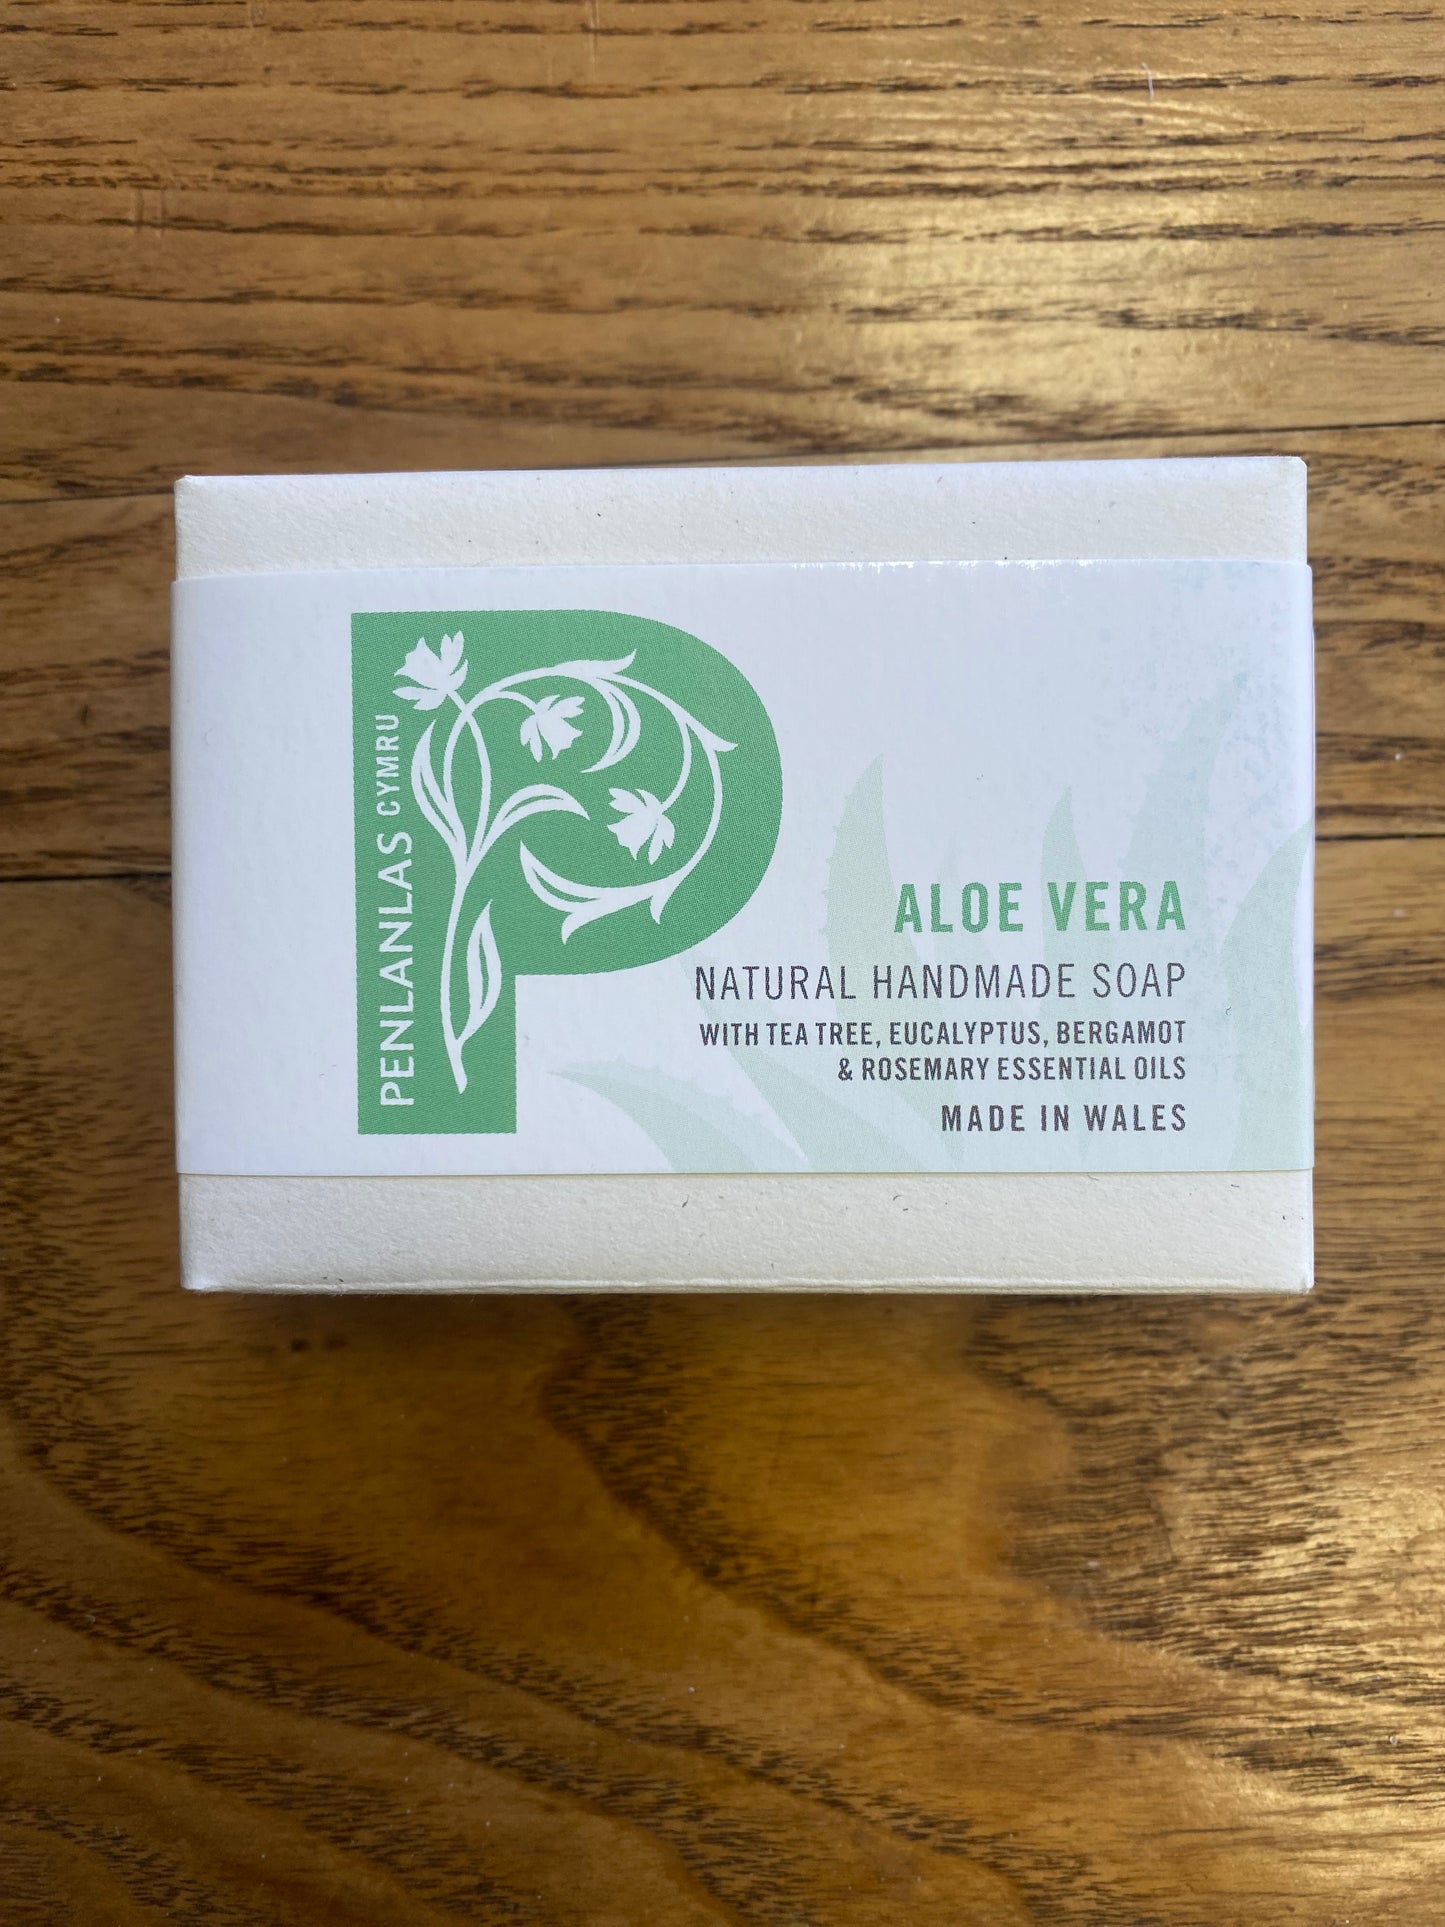 PENLANLAS CYMRU
ALOE VERA
NATURAL HANDMADE SOAP
WITH TEA TREE, EUCALYPTUS, BERGAMOT
& ROSEMARY ESSENTIAL OILS
MADE IN WALES